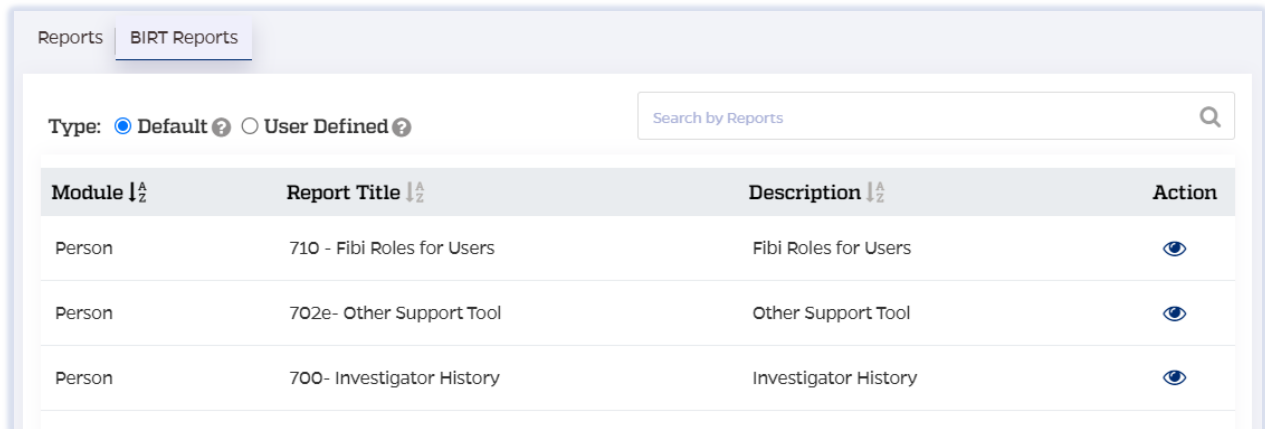 Reports BIRT Reports
Type: Default ? User Defined ?
Search by Reports
Module Report Title Description Action
Person 710 - Fibi Roles for Users Fibi Roles for Users
Person 702e- Other Support Tool Other Support Tool
Person 700- Investigator History Investigator History